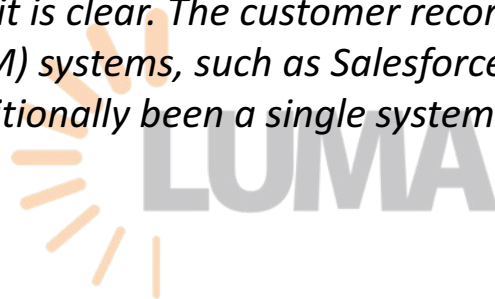 it is clear. The customer recor
M) systems, such as Salesforce
itionally been a single system
LUMA